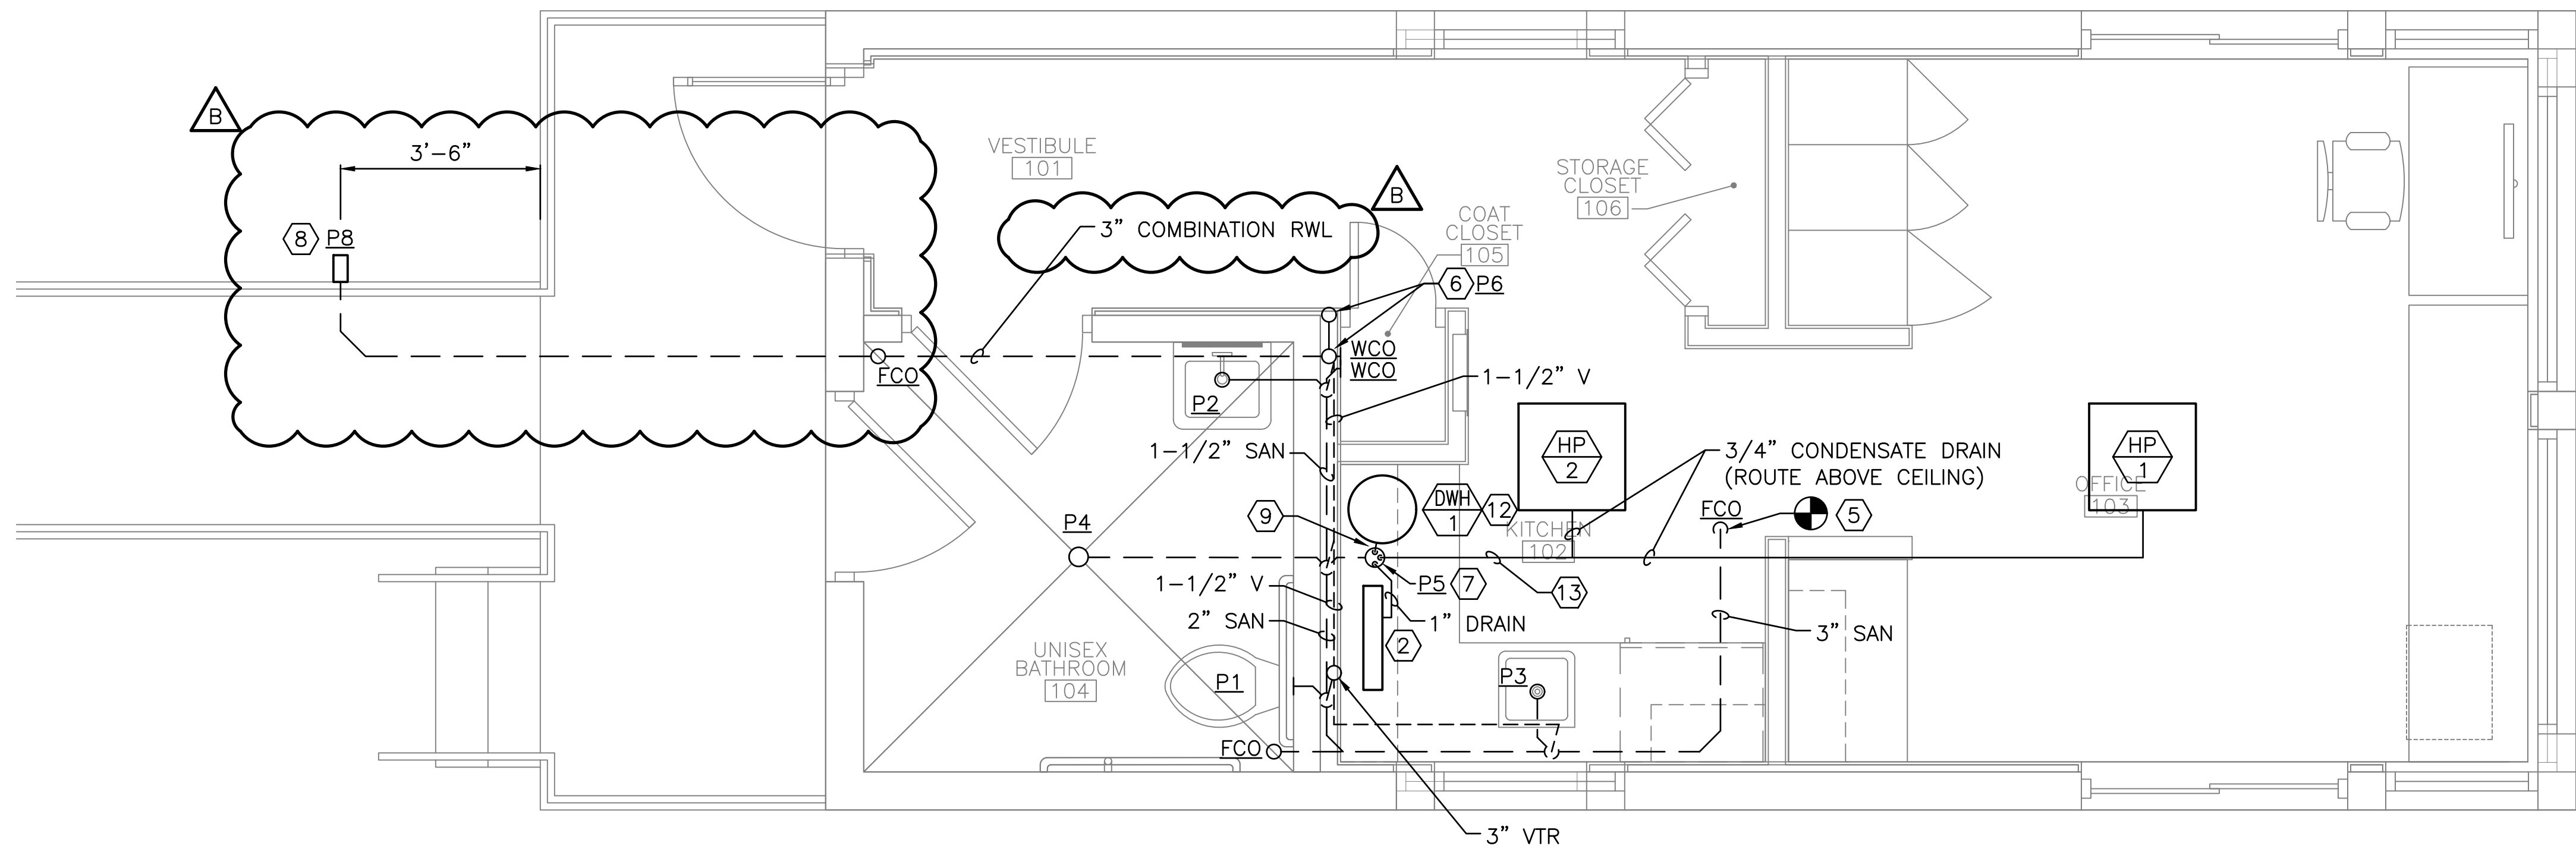 B
3'-6"
8 P8
FCO
VESTIBULE
101
3" COMBINATION RWL
B
COAT
CLOSET
105
STORAGE
CLOSET
106
6 P6
WCO
WCO
P2
1-1/2" V
1-1/2" SAN
HP
2
3/4" CONDENSATE DRAIN
(ROUTE ABOVE CEILING)
HP
1
OFFICE
103
DWH
1
12
9
KITCHEN
102
FCO
5
P4
P5 7
13
1-1/2" V
2" SAN
1" DRAIN
2
3" SAN
UNISEX
BATHROOM
104
P1
P3
FCO
3" VTR